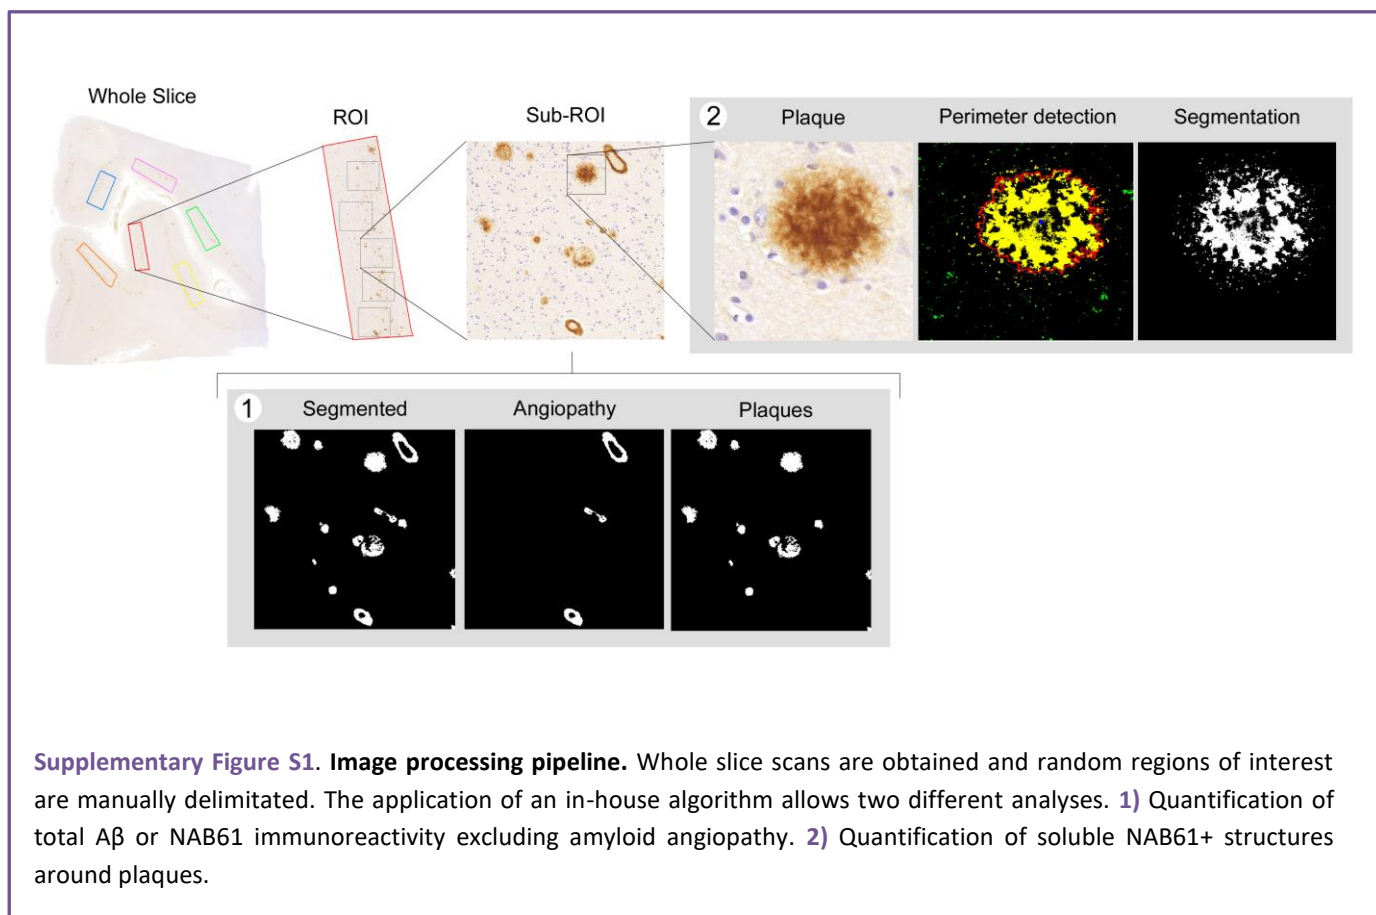 Whole Slice
ROI
Sub-ROI
2
Plaque
Perimeter detection
Segmentation
1
Segmented
Angiopathy
Plaques
Supplementary Figure S1. Image processing pipeline. Whole slice scans are obtained and random regions of interest
are manually delimitated. The application of an in-house algorithm allows two different analyses. 1) Quantification of
total Aβ or NAB61 immunoreactivity excluding amyloid angiopathy. 2) Quantification of soluble NAB61+ structures
around plaques.